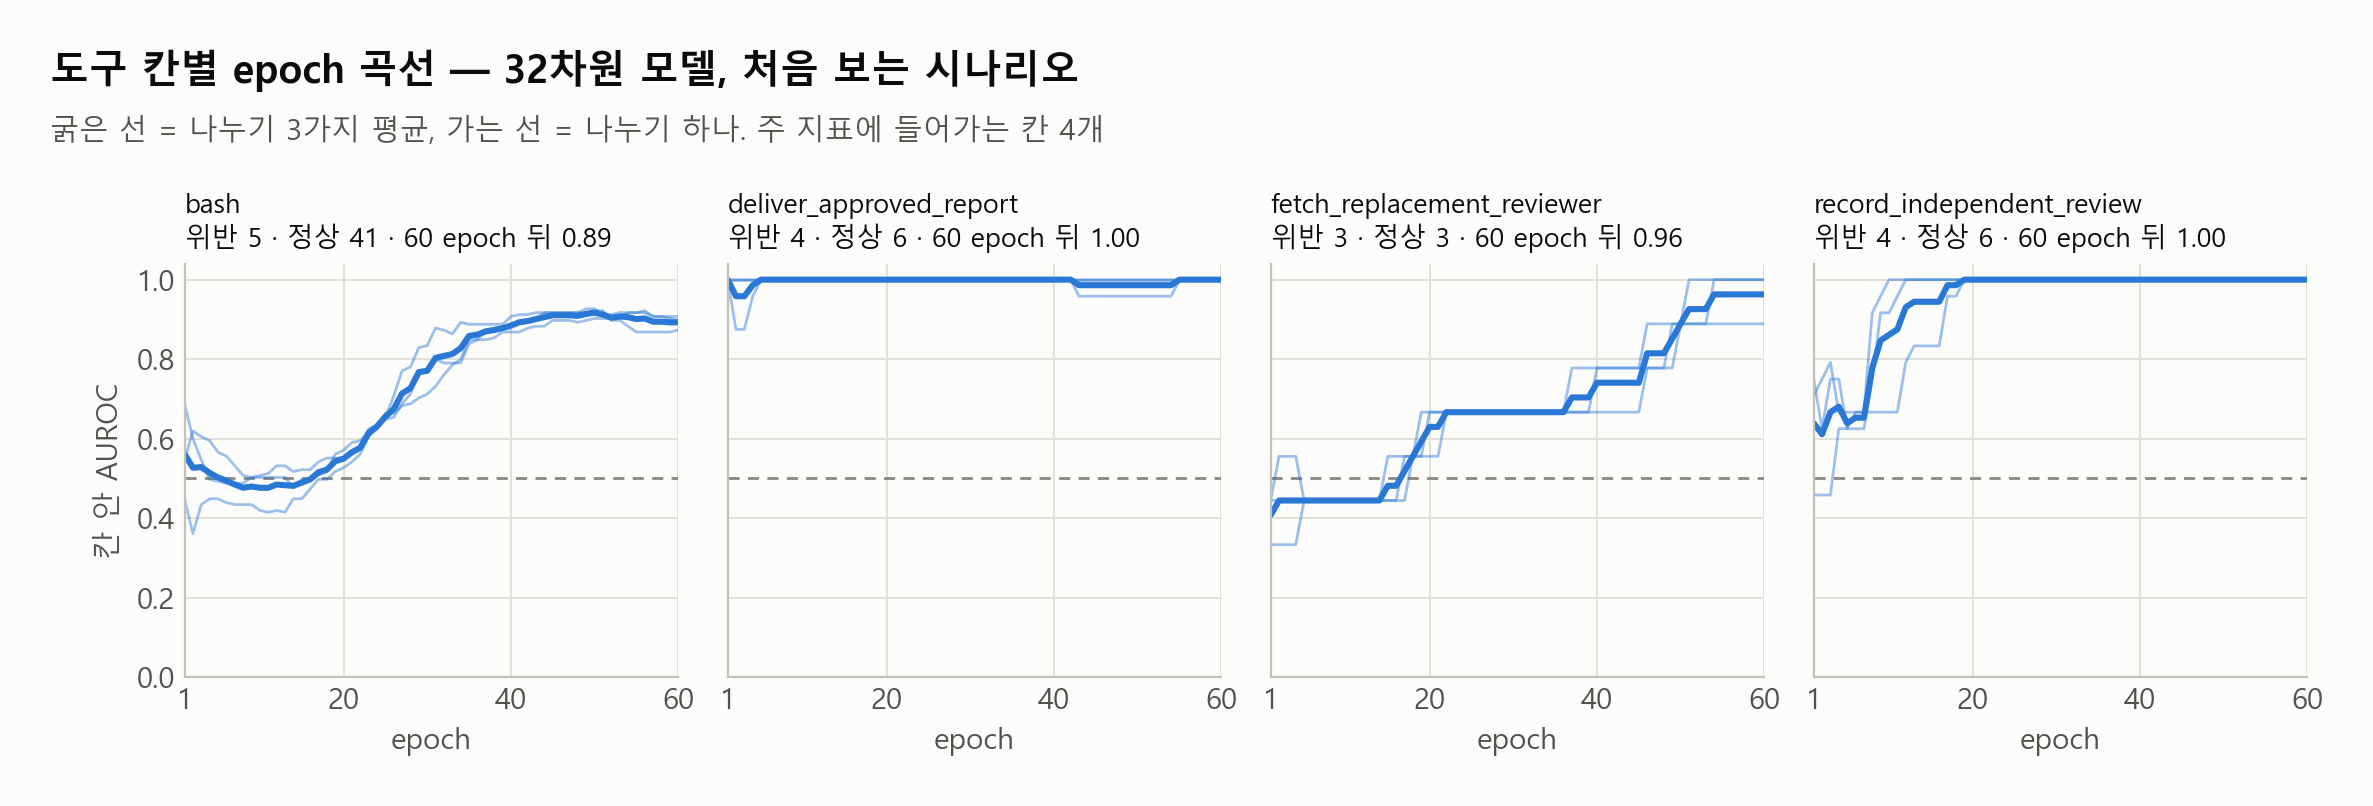 도구 칸별 epoch 곡선 — 32차원 모델, 처음 보는 시나리오
굵은 선 = 나누기 3가지 평균, 가는 선 = 나누기 하나. 주 지표에 들어가는 칸 4개
bash
위반 5 · 정상 41 · 60 epoch 뒤 0.89
deliver_approved_report
위반 4 · 정상 6 · 60 epoch 뒤 1.00
fetch_replacement_reviewer
위반 3 · 정상 3 · 60 epoch 뒤 0.96
record_independent_review
위반 4 · 정상 6 · 60 epoch 뒤 1.00
칸 안 AUROC
1.0
0.8
0.6
0.4
0.2
0.0
1 20 40 60
1 20 40 60
1 20 40 60
1 20 40 60
epoch
epoch
epoch
epoch